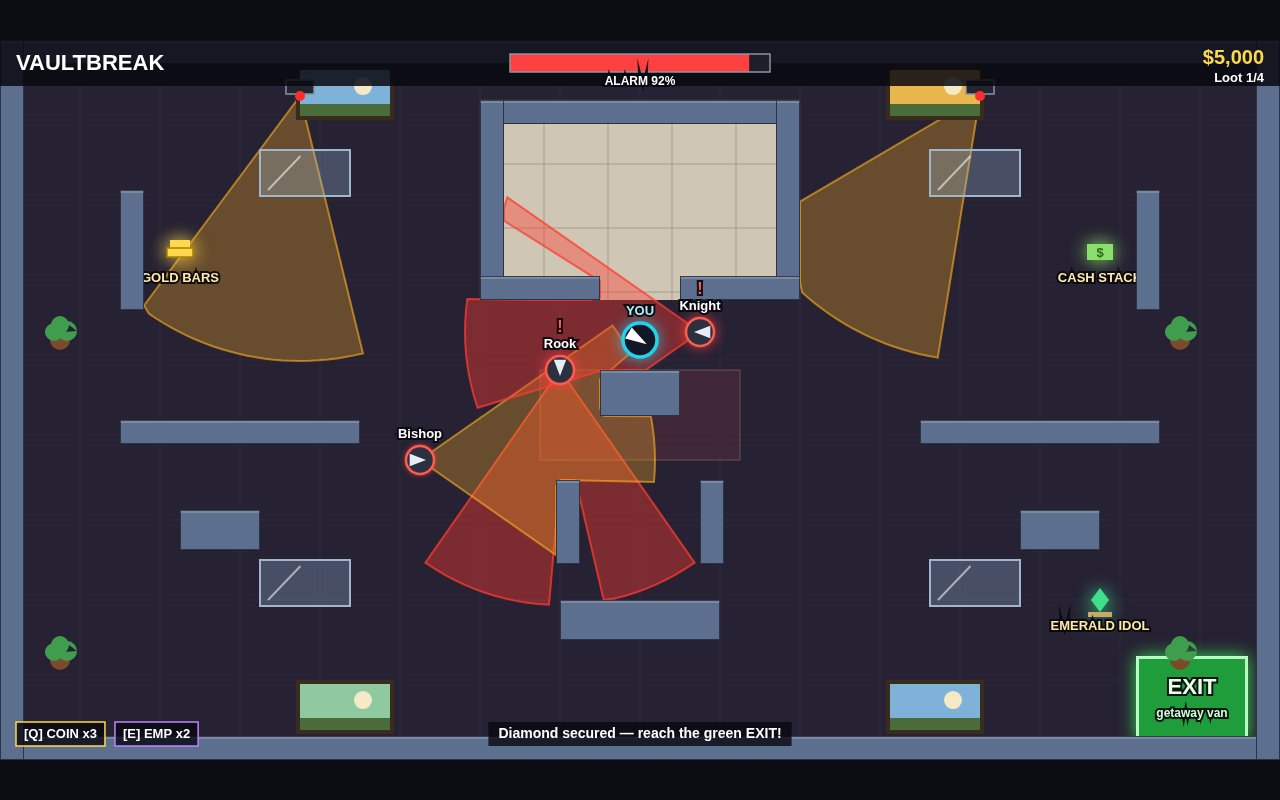 VAULTBREAK
ALARM 92%
$5,000
Loot 1/4
GOLD BARS
$
CASH STACK
!
Knight
YOU
!
Rook
Bishop
EMERALD IDOL
EXIT
getaway van
[Q] COIN x3
[E] EMP x2
Diamond secured — reach the green EXIT!